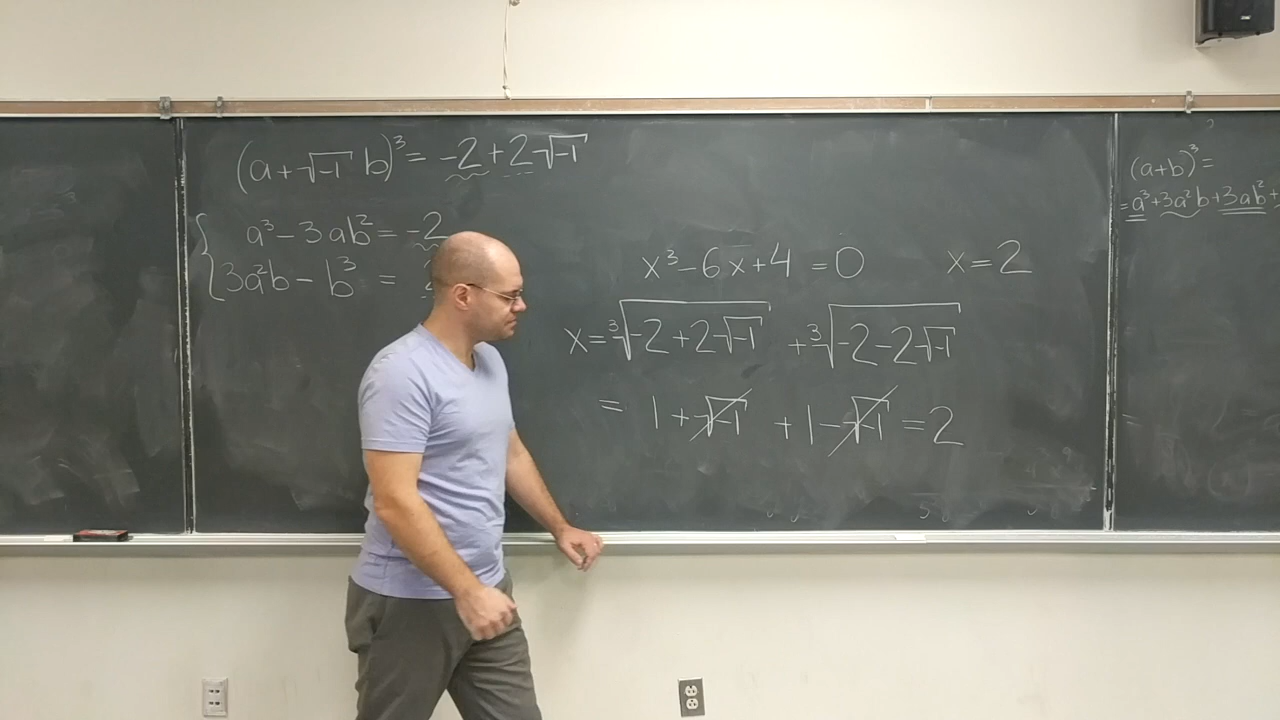 (a+√-1 b)³= -2+2√-1
a³-3ab²=-2
3a²b-b³ =
x³-6x+4=0 x=2
x=³√-2+2√-1 +³√-2-2√-1
= 1+√-1 +1-√-1 =2
(a+b)³=
=a³+3a²b+3ab²+